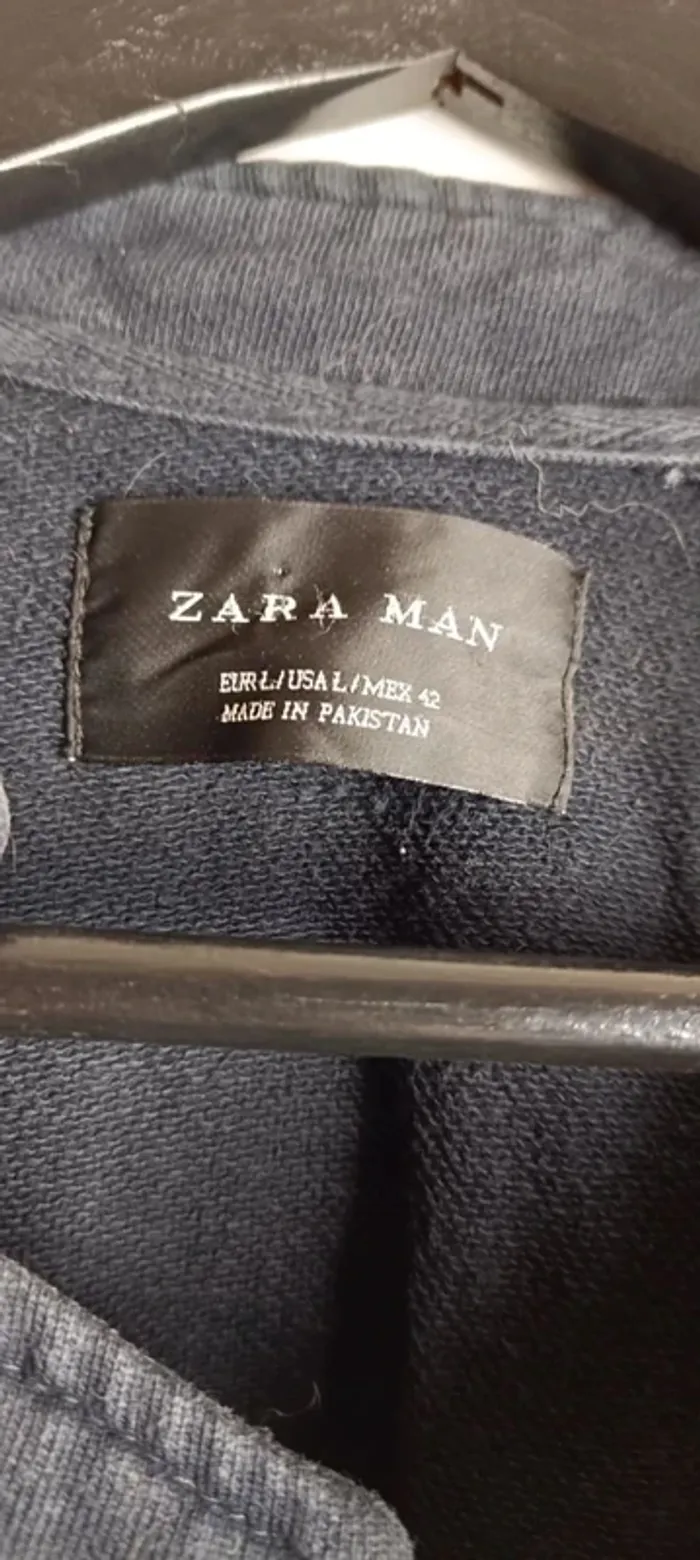 ZARA MAN
EUR L / USA L / MEX 42
MADE IN PAKISTAN